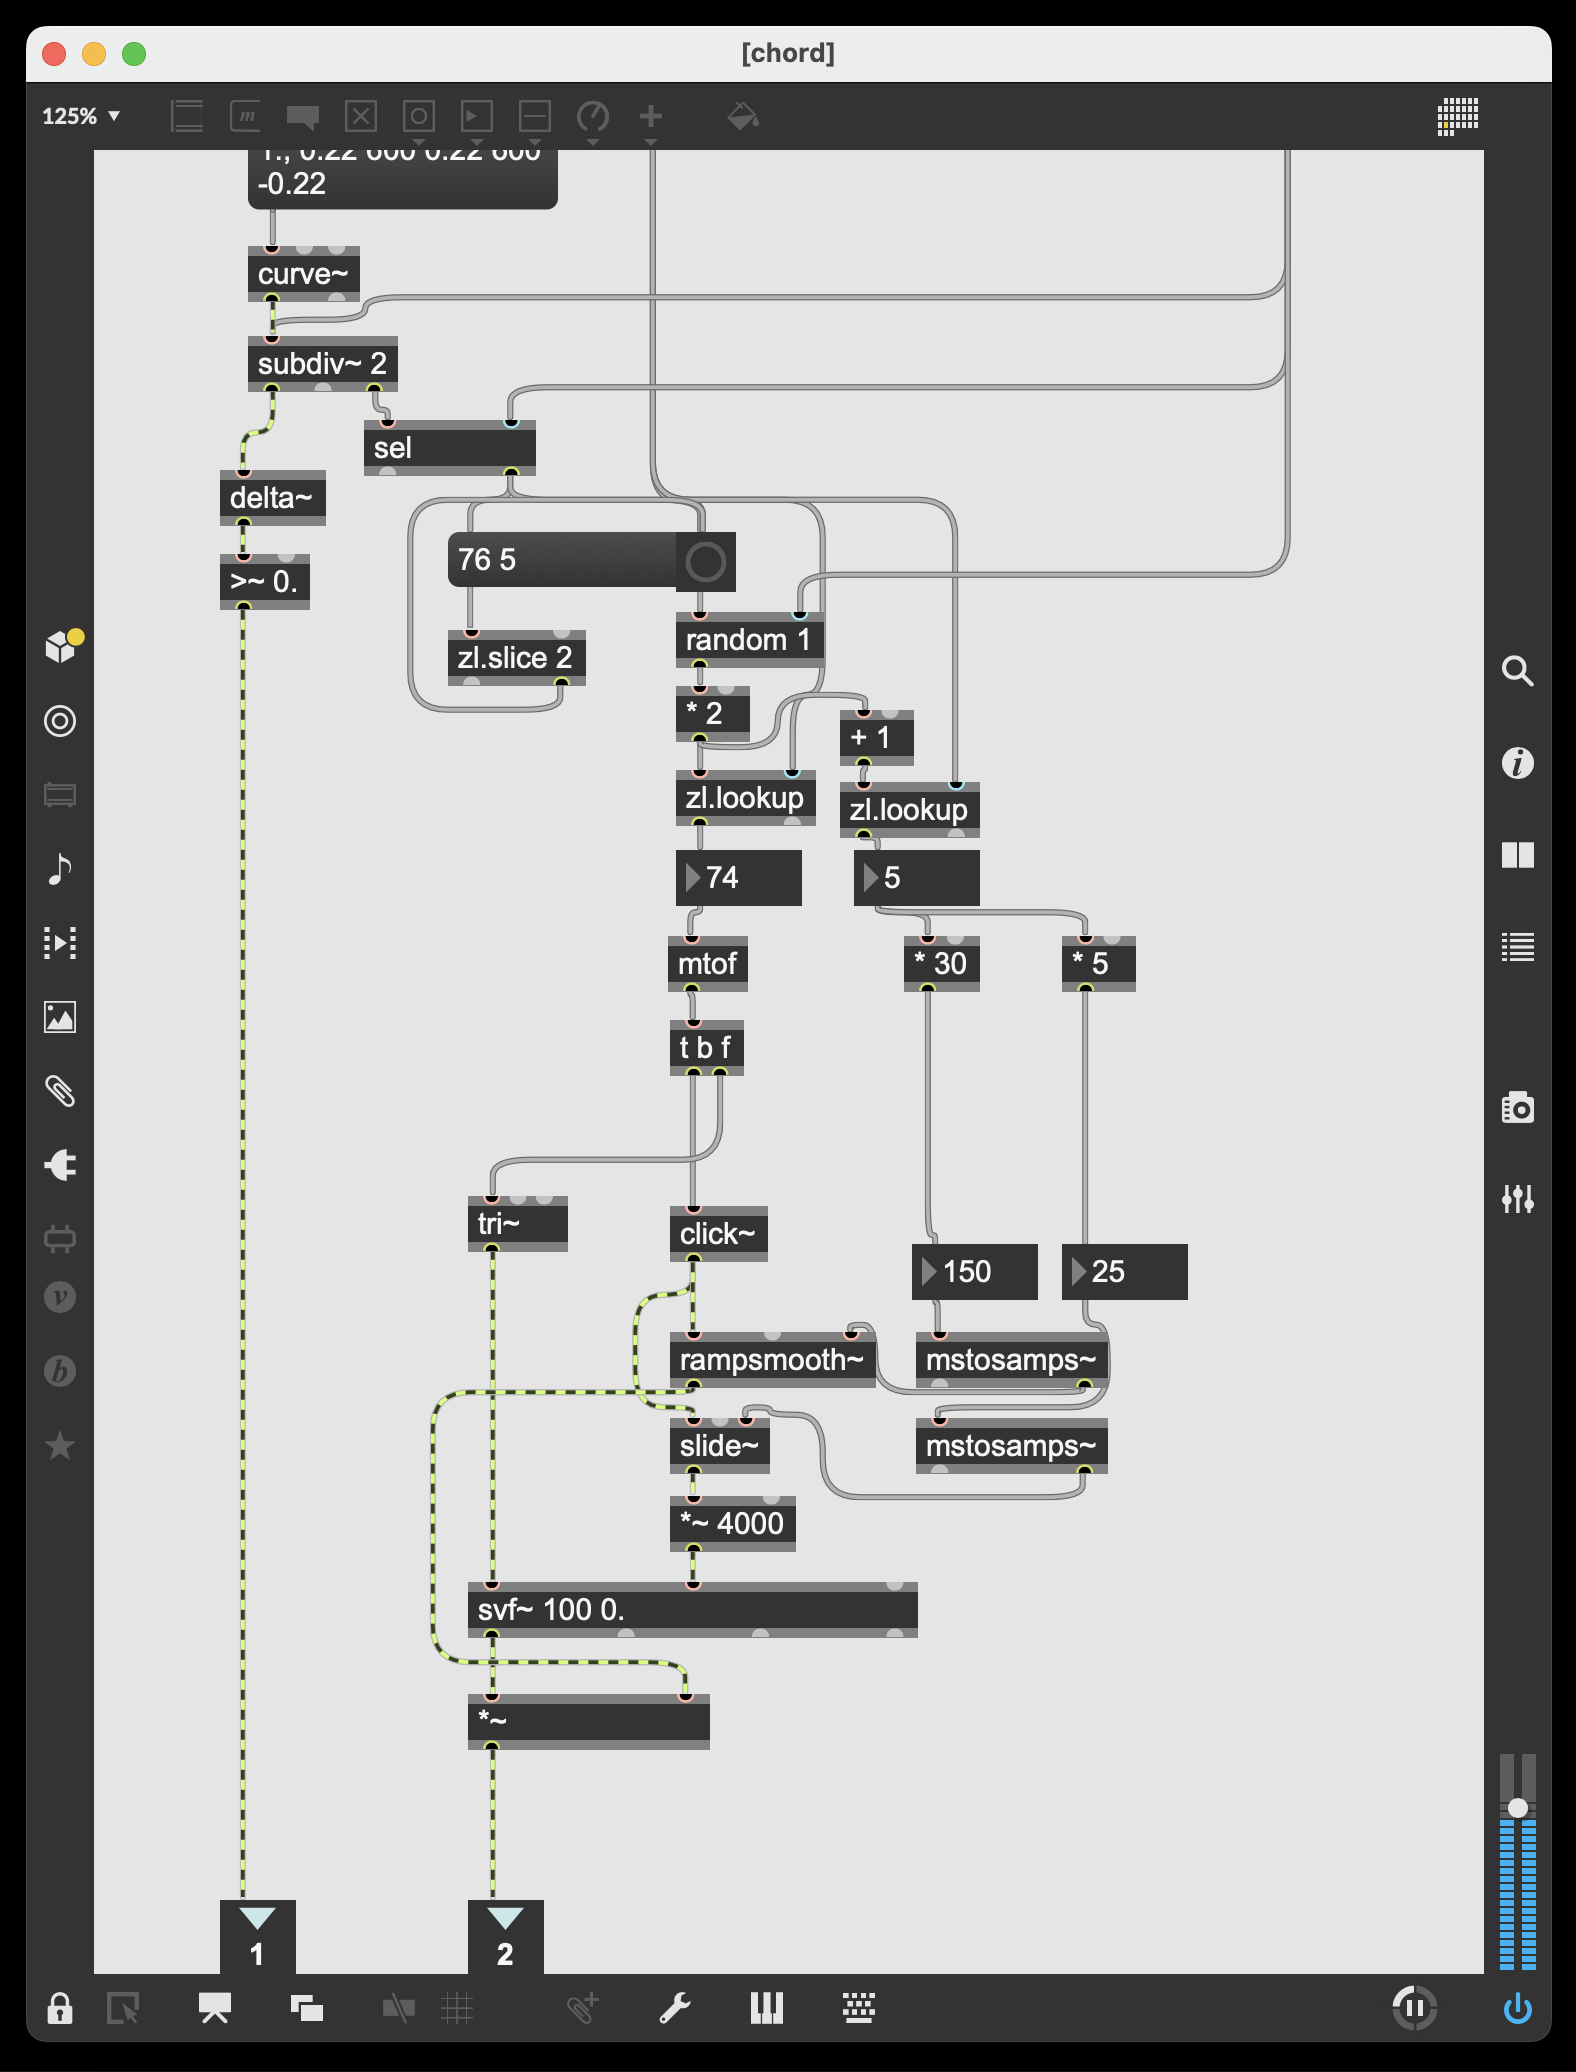 [chord]
125%
1., 0.22 600 0.22 600
-0.22
curve~
subdiv~ 2
sel
delta~
76 5
>~ 0.
random 1
zl.slice 2
* 2
+ 1
zl.lookup
zl.lookup
74
5
mtof
* 30
* 5
t b f
tri~
click~
150
25
rampsmooth~
mstosamps~
slide~
mstosamps~
*~ 4000
svf~ 100 0.
*~
1
2